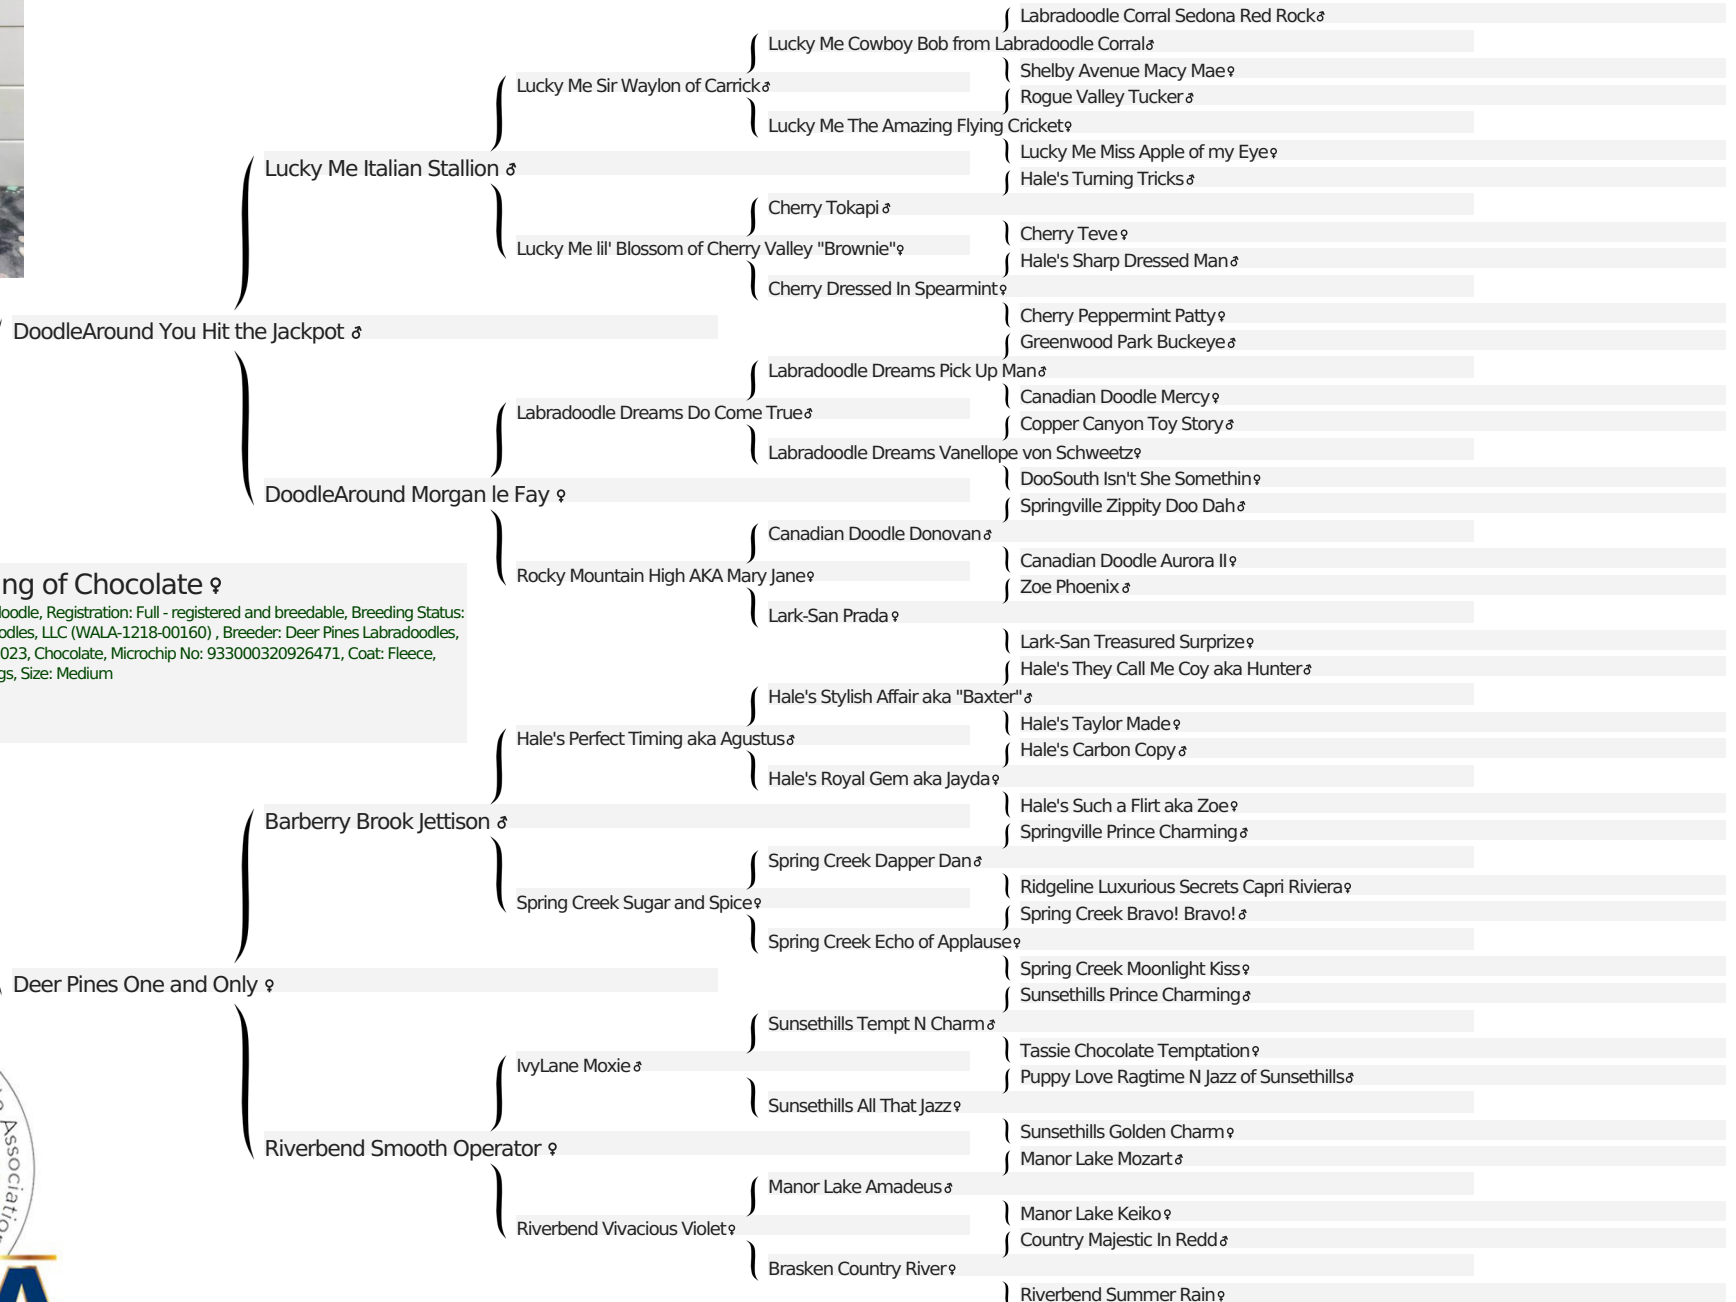 Labradoodle Corral Sedona Red Rock♂
Lucky Me Cowboy Bob from Labradoodle Corral♂
Shelby Avenue Macy Mae♀
Lucky Me Sir Waylon of Carrick♂
Rogue Valley Tucker♂
Lucky Me The Amazing Flying Cricket♀
Lucky Me Miss Apple of my Eye♀
Lucky Me Italian Stallion ♂
Hale's Turning Tricks♂
Cherry Tokapi♂
Cherry Teve♀
Lucky Me lil' Blossom of Cherry Valley "Brownie"♀
Hale's Sharp Dressed Man♂
Cherry Dressed In Spearmint♀
Cherry Peppermint Patty♀
DoodleAround You Hit the Jackpot ♂
Greenwood Park Buckeye♂
Labradoodle Dreams Pick Up Man♂
Canadian Doodle Mercy♀
Labradoodle Dreams Do Come True♂
Copper Canyon Toy Story♂
Labradoodle Dreams Vanellope von Schweetz♀
DooSouth Isn't She Somethin♀
DoodleAround Morgan le Fay ♀
Springville Zippity Doo Dah♂
Canadian Doodle Donovan♂
Canadian Doodle Aurora II♀
Rocky Mountain High AKA Mary Jane♀
Zoe Phoenix♂
Lark-San Prada♀
Lark-San Treasured Surprize♀
ng of Chocolate ♀
loodle, Registration: Full - registered and breedable, Breeding Status:
odles, LLC (WALA-1218-00160) , Breeder: Deer Pines Labradoodles,
023, Chocolate, Microchip No: 933000320926471, Coat: Fleece,
gs, Size: Medium
Hale's They Call Me Coy aka Hunter♂
Hale's Stylish Affair aka "Baxter"♂
Hale's Taylor Made♀
Hale's Perfect Timing aka Agustus♂
Hale's Carbon Copy♂
Hale's Royal Gem aka Jayda♀
Hale's Such a Flirt aka Zoe♀
Barberry Brook Jettison ♂
Springville Prince Charming♂
Spring Creek Dapper Dan♂
Ridgeline Luxurious Secrets Capri Riviera♀
Spring Creek Sugar and Spice♀
Spring Creek Bravo! Bravo!♂
Spring Creek Echo of Applause♀
Spring Creek Moonlight Kiss♀
Deer Pines One and Only ♀
Sunsethills Prince Charming♂
Sunsethills Tempt N Charm♂
Tassie Chocolate Temptation♀
IvyLane Moxie♂
Puppy Love Ragtime N Jazz of Sunsethills♂
Sunsethills All That Jazz♀
Sunsethills Golden Charm♀
Riverbend Smooth Operator ♀
Manor Lake Mozart♂
Manor Lake Amadeus♂
Manor Lake Keiko♀
Riverbend Vivacious Violet♀
Country Majestic In Redd♂
Brasken Country River♀
Riverbend Summer Rain♀
Association
A